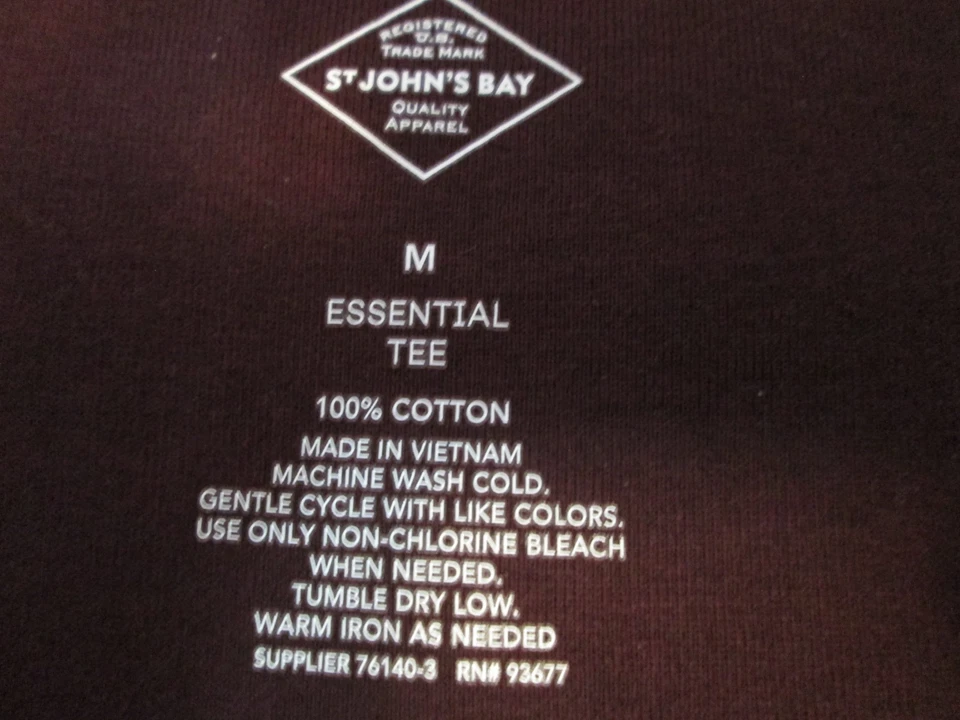 REGISTERED
U.S.
TRADE MARK
ST JOHN'S BAY
QUALITY
APPAREL
M
ESSENTIAL
TEE
100% COTTON
MADE IN VIETNAM
MACHINE WASH COLD,
GENTLE CYCLE WITH LIKE COLORS.
USE ONLY NON-CHLORINE BLEACH
WHEN NEEDED.
TUMBLE DRY LOW.
WARM IRON AS NEEDED
SUPPLIER 76140-3 RN# 93677